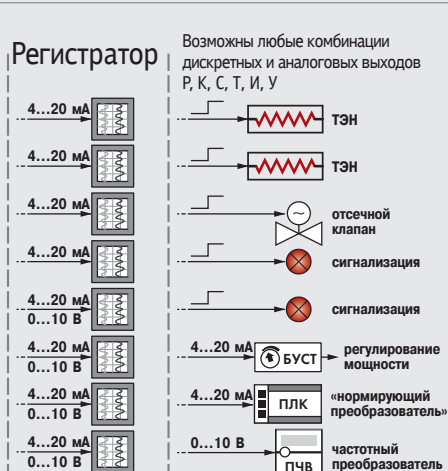 Регистратор
Возможны любые комбинации
дискретных и аналоговых выходов
Р, К, С, Т, И, У
4...20 мА
ТЭН
4...20 мА
ТЭН
4...20 мА
отсечной
клапан
4...20 мА
сигнализация
4...20 мА
0...10 В
сигнализация
4...20 мА
0...10 В
4...20 мА
БУСТ
регулирование
мощности
4...20 мА
0...10 В
4...20 мА
ПЛК
«нормирующий
преобразователь»
4...20 мА
0...10 В
0...10 В
ПЧВ
частотный
преобразователь